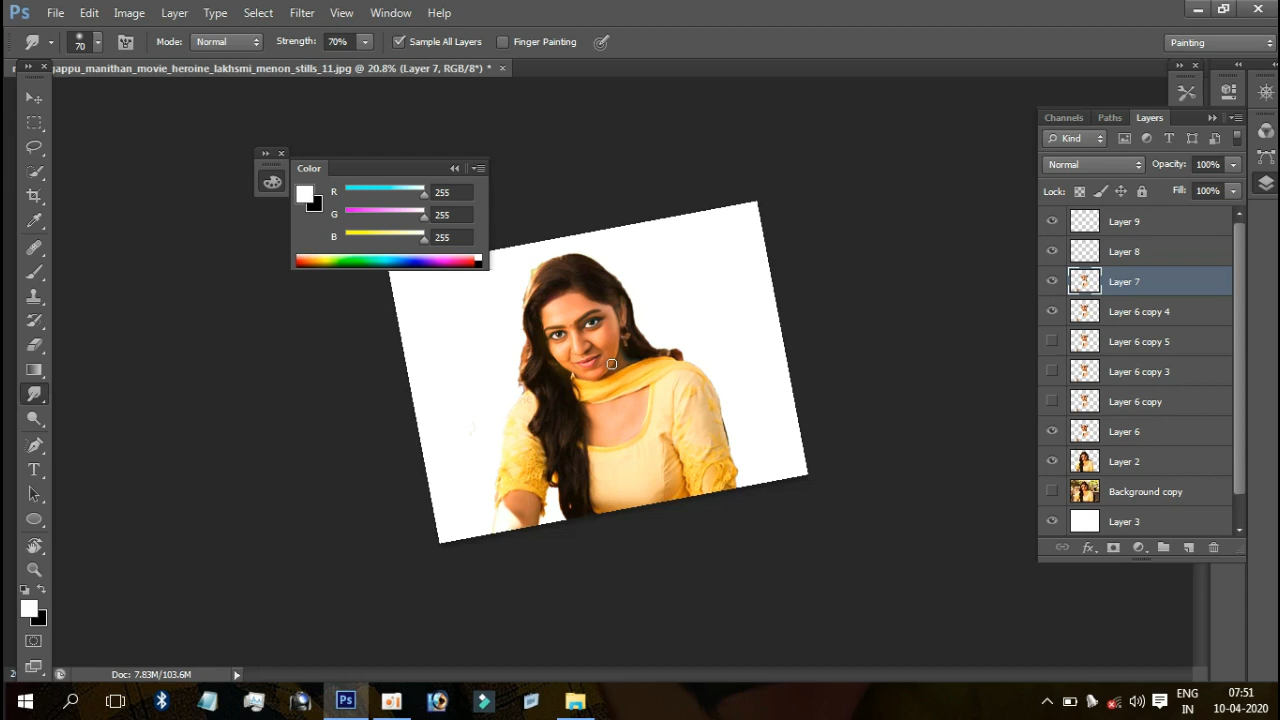 Ps File Edit Image Layer Type Select Filter View Window Help
70 Mode: Normal Strength: 70% Sample All Layers Finger Painting Painting
gappu_manithan_movie_heroine_lakhsmi_menon_stills_11.jpg @ 20.8% (Layer 7, RGB/8*) *
Color
R 255
G 255
B 255
Channels Paths Layers
Kind
Normal Opacity: 100%
Lock: Fill: 100%
Layer 9
Layer 8
Layer 7
Layer 6 copy 4
Layer 6 copy 5
Layer 6 copy 3
Layer 6 copy
Layer 6
Layer 2
Background copy
Layer 3
Doc: 7.83M/103.6M
Ps
ENG
IN
07:51
10-04-2020